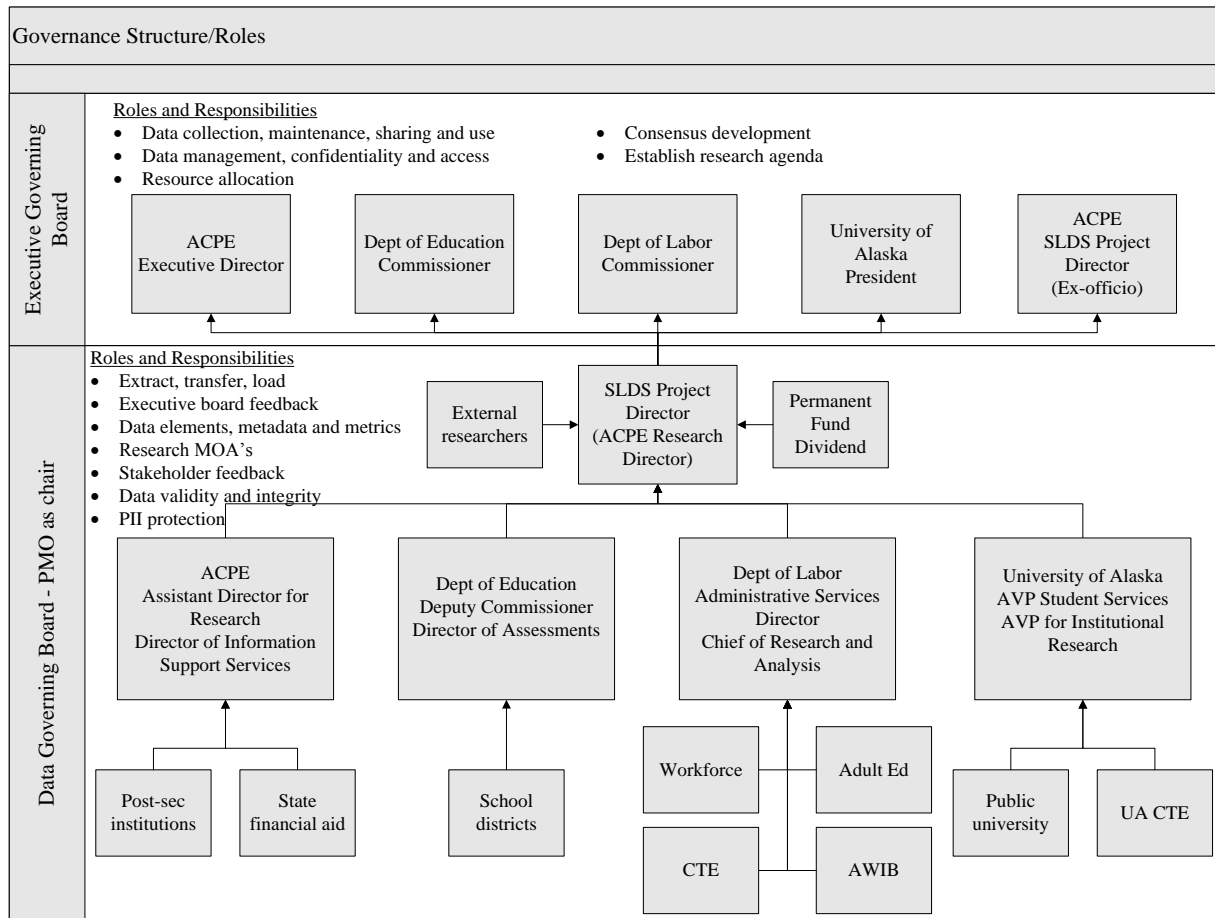 Governance Structure/Roles
Executive Governing
Board
Roles and Responsibilities
• Data collection, maintenance, sharing and use
• Data management, confidentiality and access
• Resource allocation
• Consensus development
• Establish research agenda
ACPE
Executive Director
Dept of Education
Commissioner
Dept of Labor
Commissioner
University of
Alaska
President
ACPE
SLDS Project
Director
(Ex-officio)
Data Governing Board - PMO as chair
Roles and Responsibilities
• Extract, transfer, load
• Executive board feedback
• Data elements, metadata and metrics
• Research MOA's
• Stakeholder feedback
• Data validity and integrity
• PII protection
External
researchers
SLDS Project
Director
(ACPE Research
Director)
Permanent
Fund
Dividend
ACPE
Assistant Director for
Research
Director of Information
Support Services
Dept of Education
Deputy Commissioner
Director of Assessments
Dept of Labor
Administrative Services
Director
Chief of Research and
Analysis
University of Alaska
AVP Student Services
AVP for Institutional
Research
Post-sec
institutions
State
financial aid
School
districts
Workforce
Adult Ed
CTE
AWIB
Public
university
UA CTE